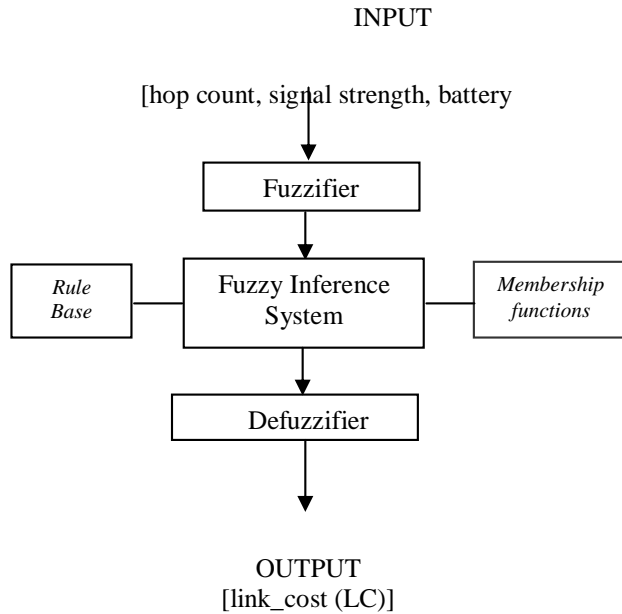 INPUT
[hop count, signal strength, battery
Fuzzifier
Rule
Base
Fuzzy Inference
System
Membership
functions
Defuzzifier
OUTPUT
[link_cost (LC)]